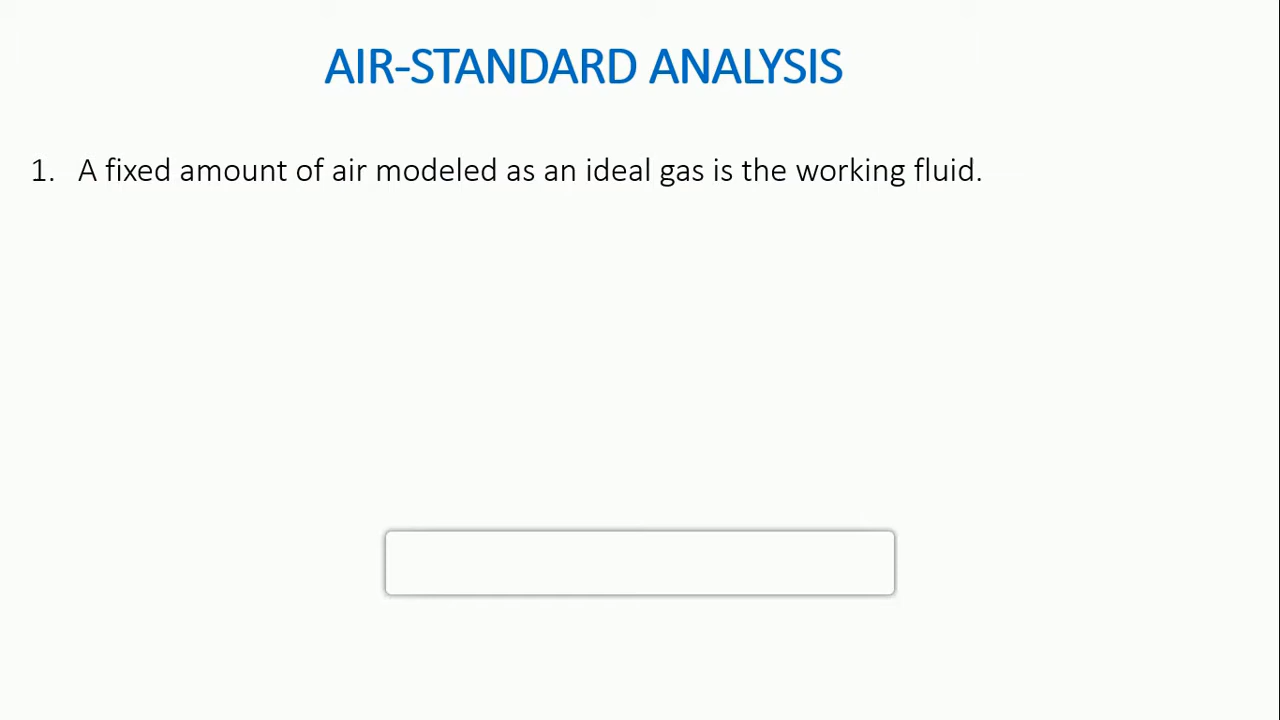 AIR-STANDARD ANALYSIS
1. A fixed amount of air modeled as an ideal gas is the working fluid.